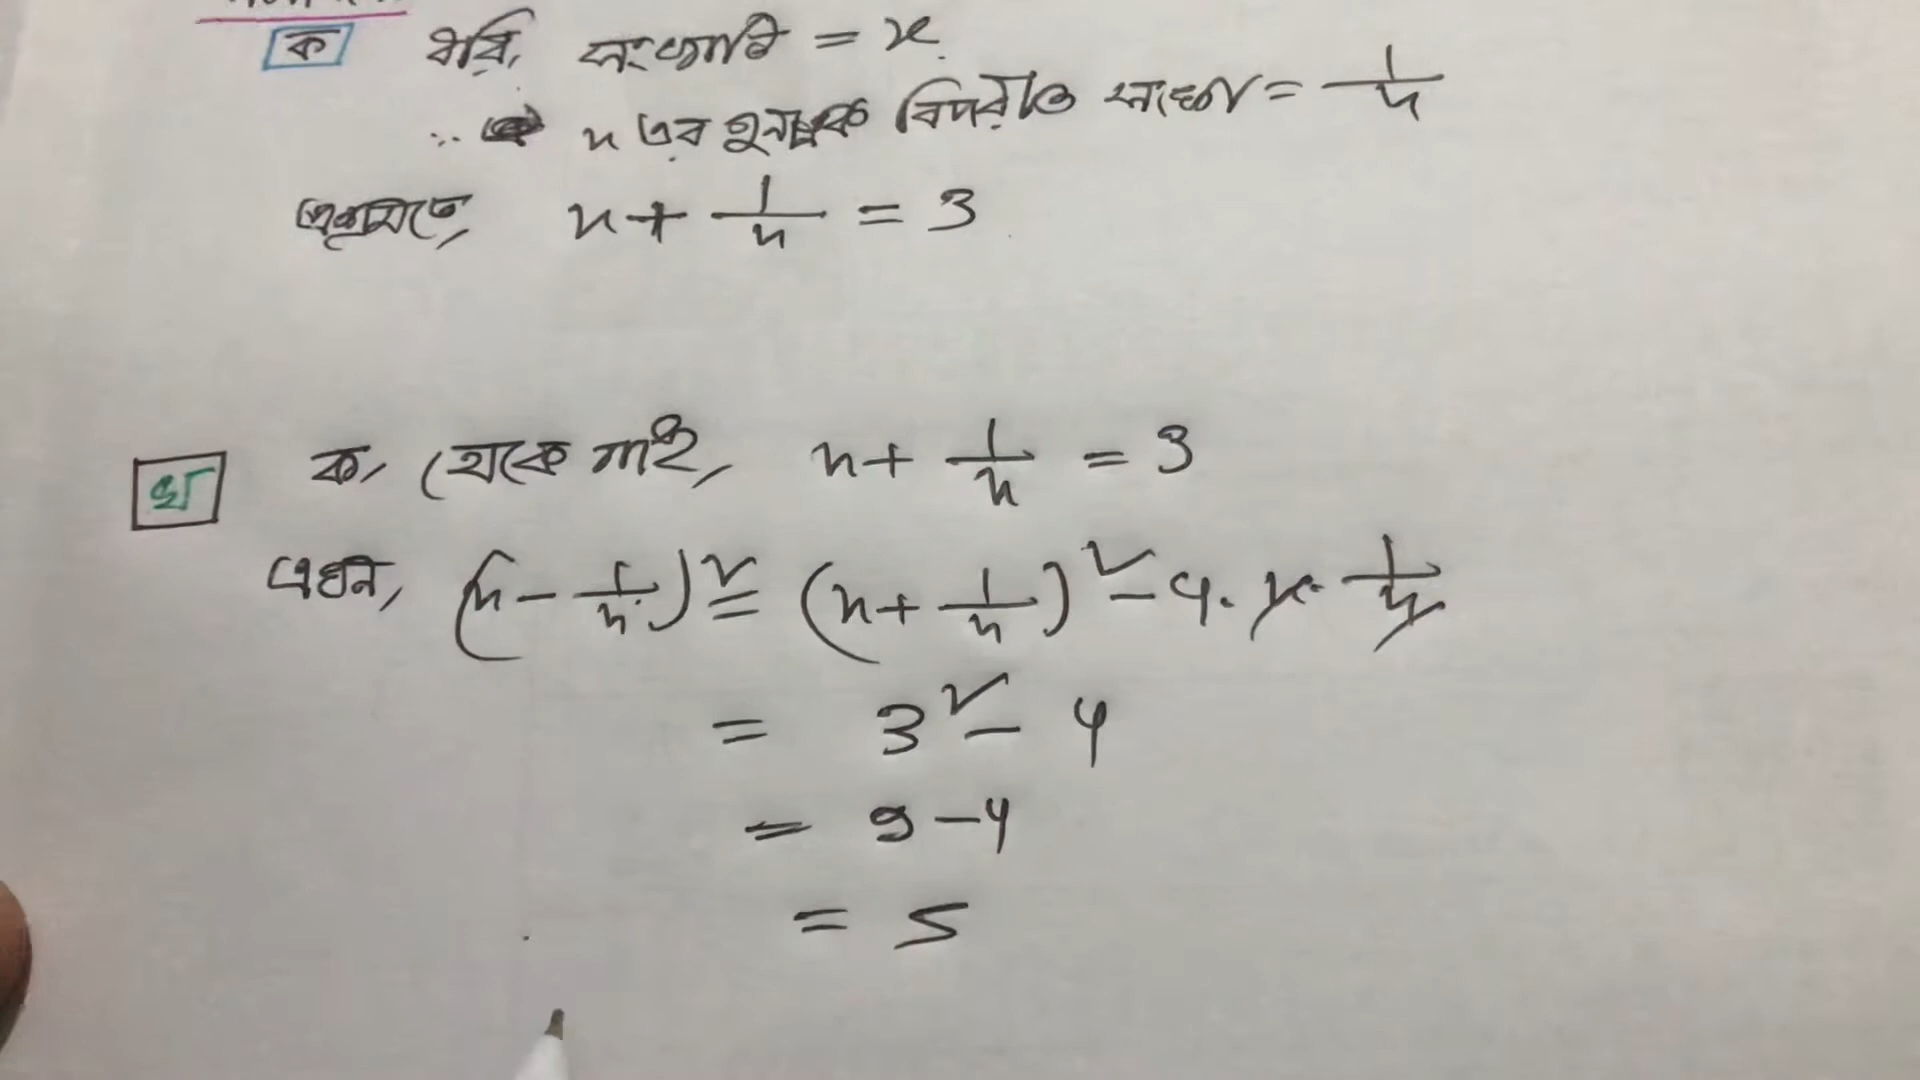 ক ধরি, সংখ্যাটি = x
∴ x এর গুনাত্মক বিপরীত সংখ্যা = 1/x
প্রশ্নমতে, x + 1/x = 3
খ ক, থেকে পাই, x + 1/x = 3
এখন, (x - 1/x)² = (x + 1/x)² - 4. x. 1/x
= 3² - 4
= 9 - 4
= 5